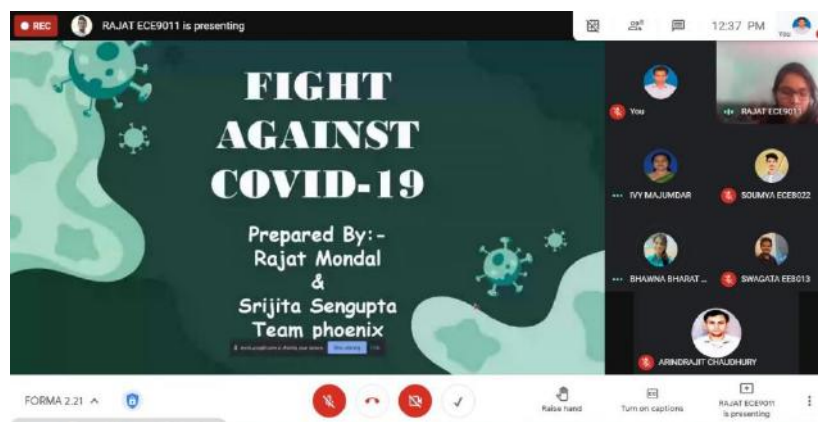 REC
RAJAT ECE9011 is presenting
12:37 PM
You
FIGHT
AGAINST
COVID-19
Prepared By:-
Rajat Mondal
&
Srijita Sengupta
Team phoenix
You
RAJAT ECE9011
IVY MAJUMDAR
SOUMYA ECE8022
BHAWNA BHARAT ...
SWAGATA EE8013
ARINDRAJIT CHAUDHURY
FORMA 2.21
Raise hand
Turn on captions
RAJAT ECE9011
is presenting